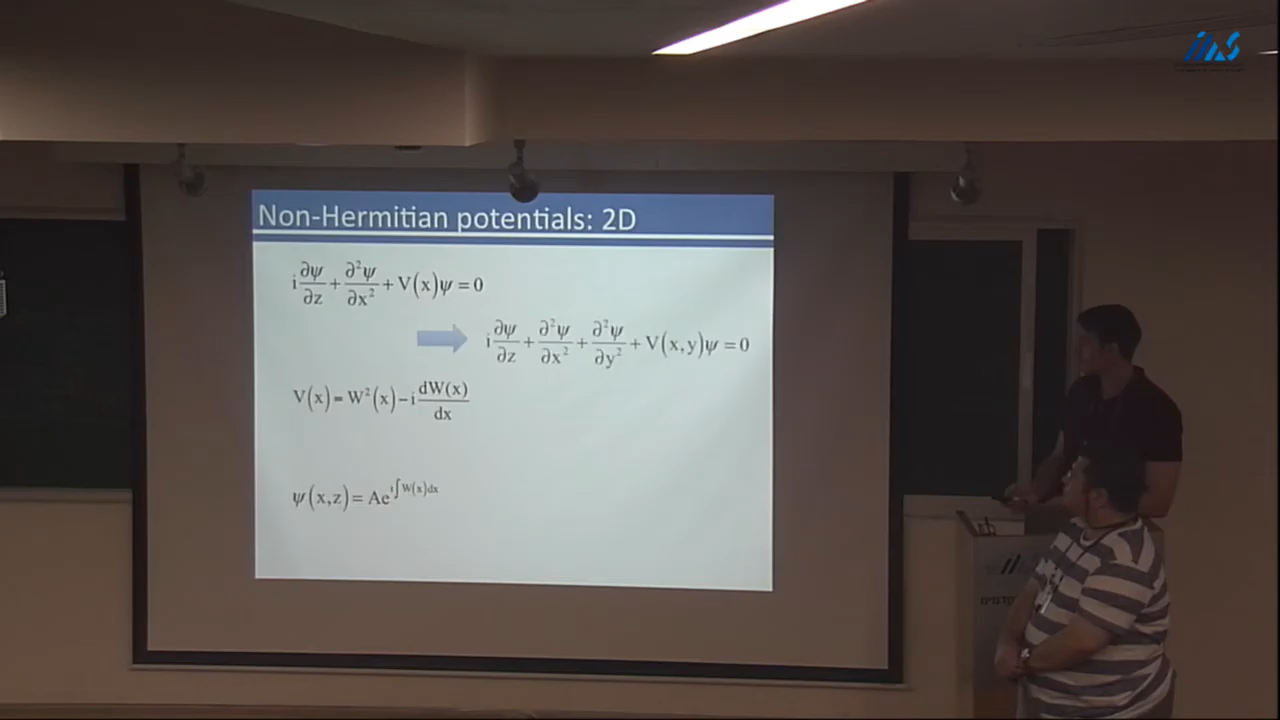 Non-Hermitian potentials: 2D
i ∂ψ/∂z + ∂²ψ/∂x² + V(x)ψ = 0
i ∂ψ/∂z + ∂²ψ/∂x² + ∂²ψ/∂y² + V(x,y)ψ = 0
V(x) = W²(x) − i dW(x)/dx
ψ(x,z) = Ae^{i∫W(x)dx}